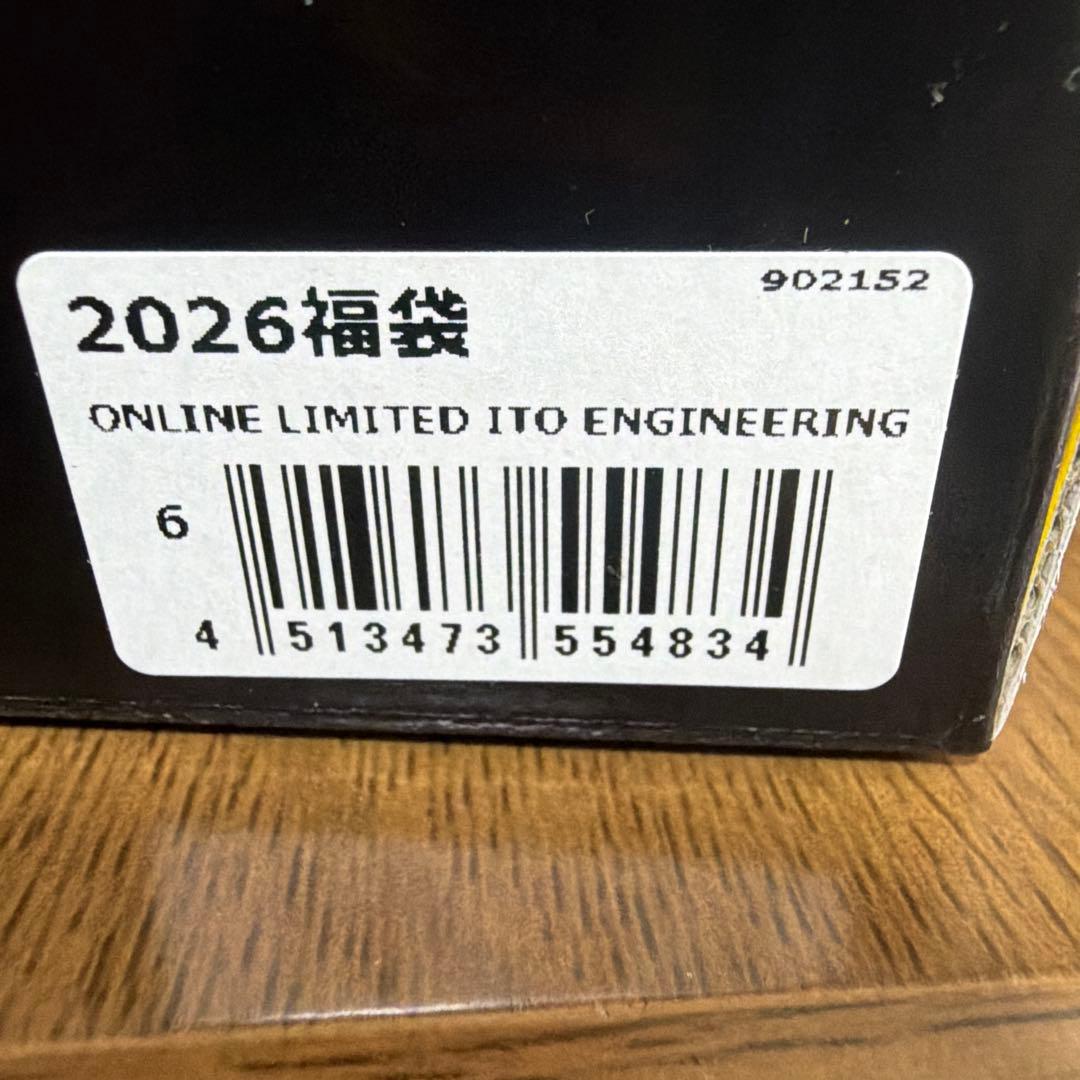 902152
2026福袋
ONLINE LIMITED ITO ENGINEERING
6
4 513473 554834